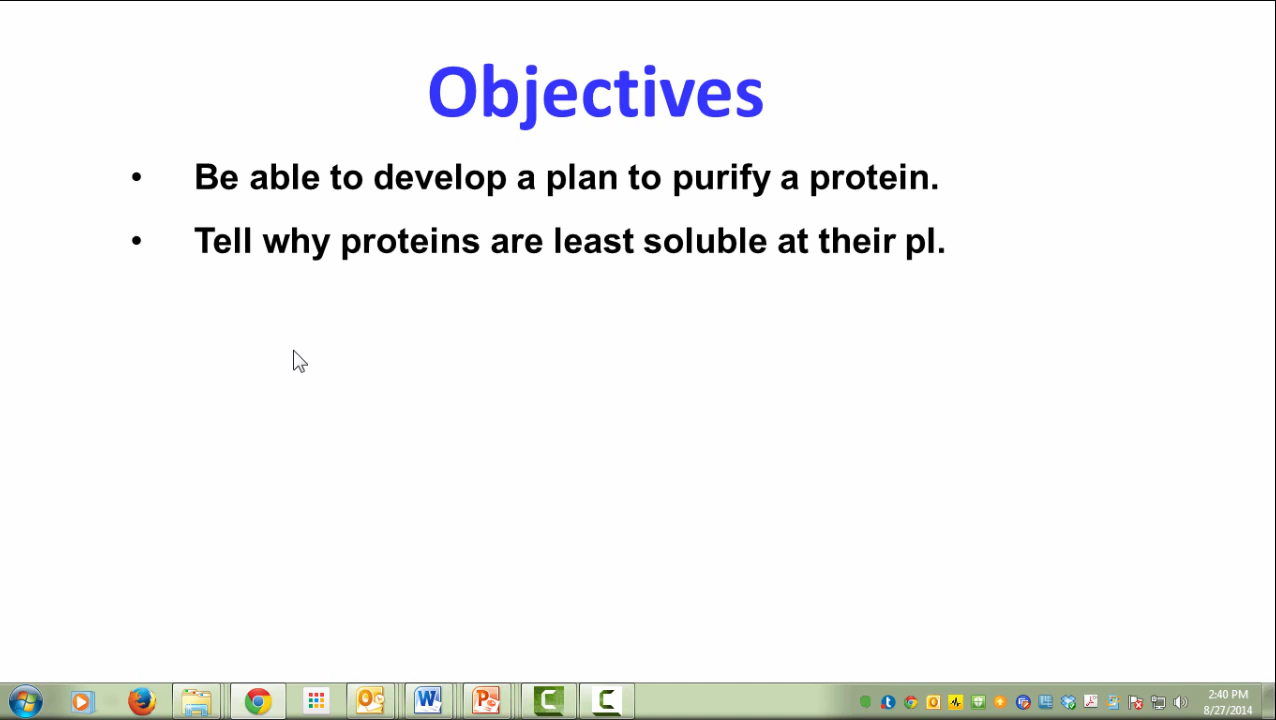 Objectives
• Be able to develop a plan to purify a protein.
• Tell why proteins are least soluble at their pI.
2:40 PM
8/27/2014